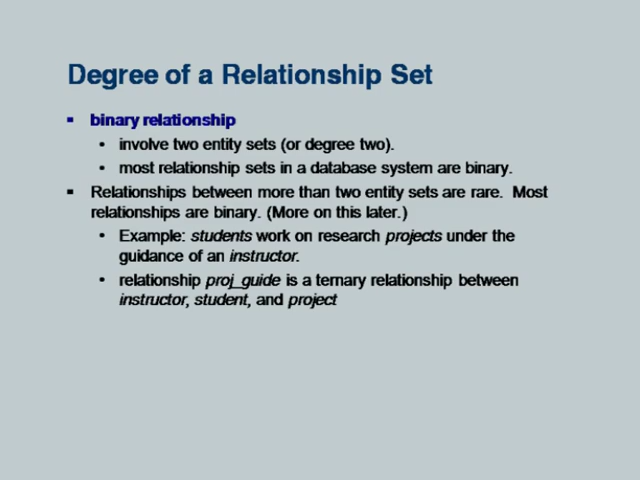 Degree of a Relationship Set
▪ binary relationship
• involve two entity sets (or degree two).
• most relationship sets in a database system are binary.
▪ Relationships between more than two entity sets are rare. Most
relationships are binary. (More on this later.)
• Example: students work on research projects under the
guidance of an instructor.
• relationship proj_guide is a ternary relationship between
instructor, student, and project